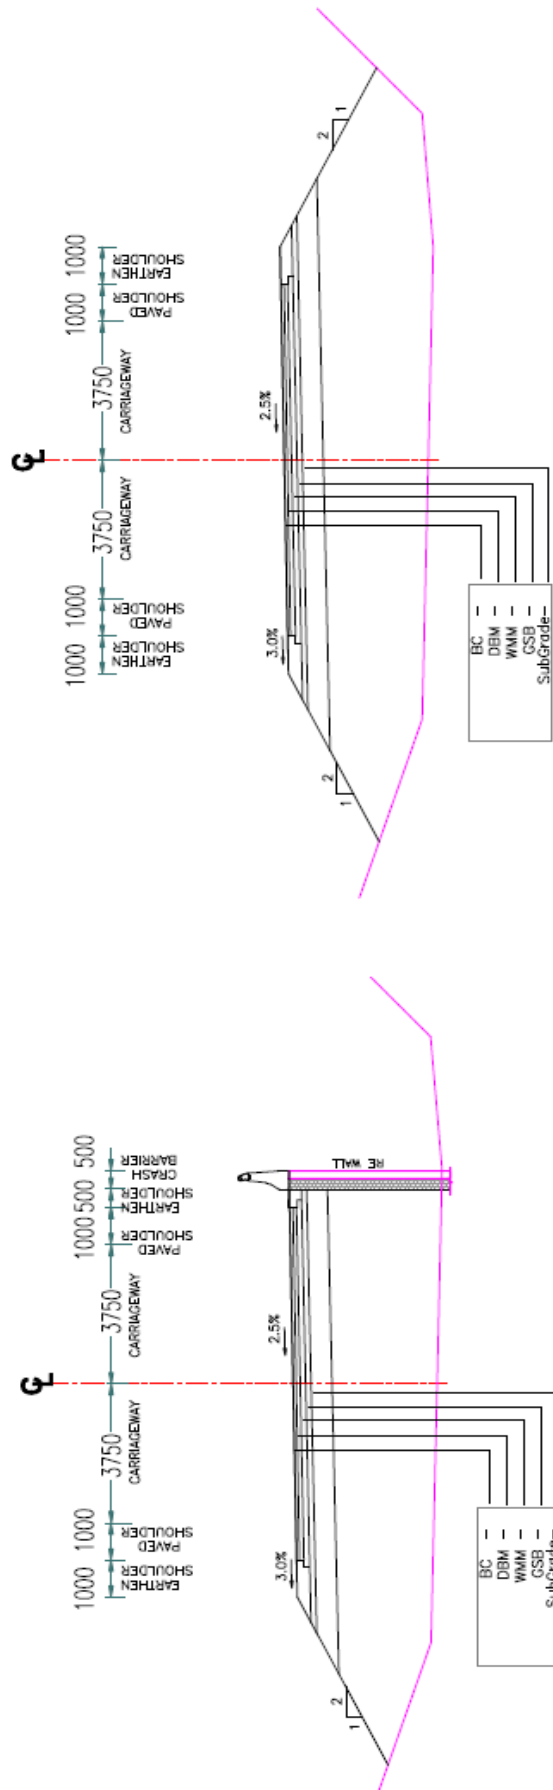 ℄
1000
1000
3750
3750
1000
500
500
EARTHEN
SHOULDER
PAVED
SHOULDER
CARRIAGEWAY
CARRIAGEWAY
PAVED
SHOULDER
EARTHEN
SHOULDER
CRASH
BARRIER
3.0%
2.5%
2
1
RE WALL
BC –
DBM –
WMM –
GSB –
SubGrade–
℄
1000
1000
3750
3750
1000
1000
EARTHEN
SHOULDER
PAVED
SHOULDER
CARRIAGEWAY
CARRIAGEWAY
PAVED
SHOULDER
EARTHEN
SHOULDER
3.0%
2.5%
2
1
2
1
BC –
DBM –
WMM –
GSB –
SubGrade–